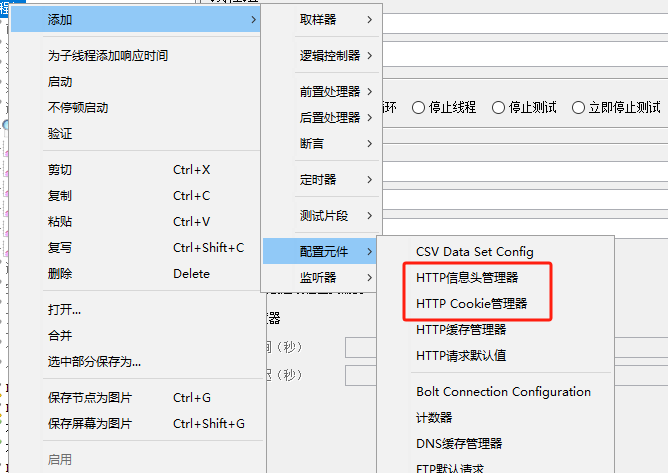 添加
为子线程添加响应时间
启动
不停顿启动
验证
剪切 Ctrl+X
复制 Ctrl+C
粘贴 Ctrl+V
复写 Ctrl+Shift+C
删除 Delete
打开...
合并
选中部分保存为...
保存节点为图片 Ctrl+G
保存屏幕为图片 Ctrl+Shift+G
启用
取样器
逻辑控制器
前置处理器
后置处理器
断言
定时器
测试片段
配置元件
监听器
停止线程 停止测试 立即停止测试
CSV Data Set Config
HTTP信息头管理器
HTTP Cookie管理器
HTTP缓存管理器
HTTP请求默认值
Bolt Connection Configuration
计数器
DNS缓存管理器
FTP默认请求
（秒）
（秒）